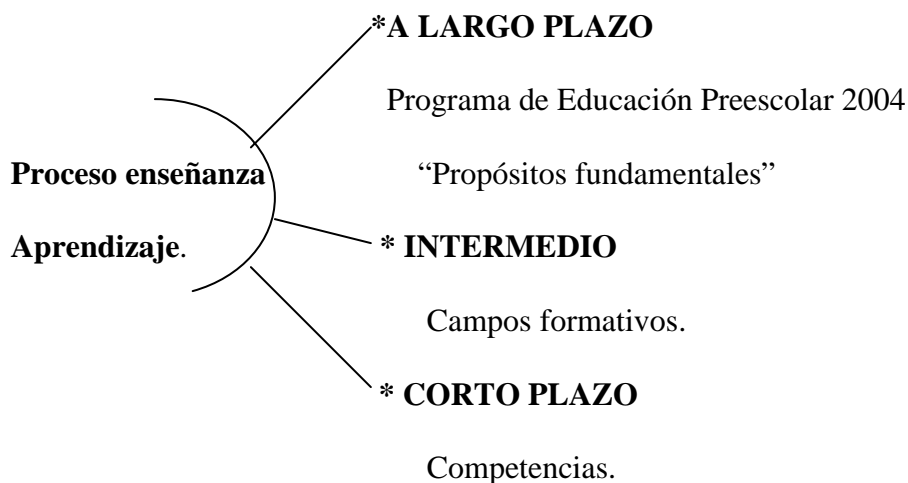 *A LARGO PLAZO
Programa de Educación Preescolar 2004
Proceso enseñanza “Propósitos fundamentales”
Aprendizaje. * INTERMEDIO
Campos formativos.
* CORTO PLAZO
Competencias.